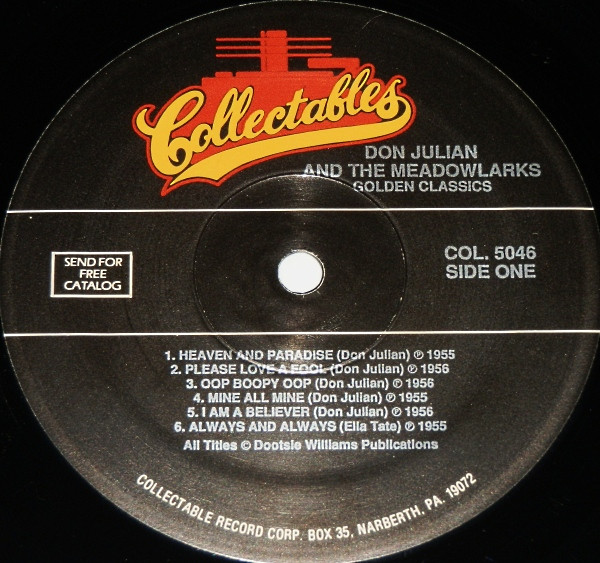 Collectables
DON JULIAN
AND THE MEADOWLARKS
GOLDEN CLASSICS
SEND FOR
FREE
CATALOG
COL. 5046
SIDE ONE
1. HEAVEN AND PARADISE (Don Julian) ℗ 1955
2. PLEASE LOVE A FOOL (Don Julian) ℗ 1956
3. OOP BOOPY OOP (Don Julian) ℗ 1956
4. MINE ALL MINE (Don Julian) ℗ 1955
5. I AM A BELIEVER (Don Julian) ℗ 1956
6. ALWAYS AND ALWAYS (Ella Tate) ℗ 1955
All Titles © Dootsie Williams Publications
COLLECTABLE RECORD CORP. BOX 35, NARBERTH, PA. 19072